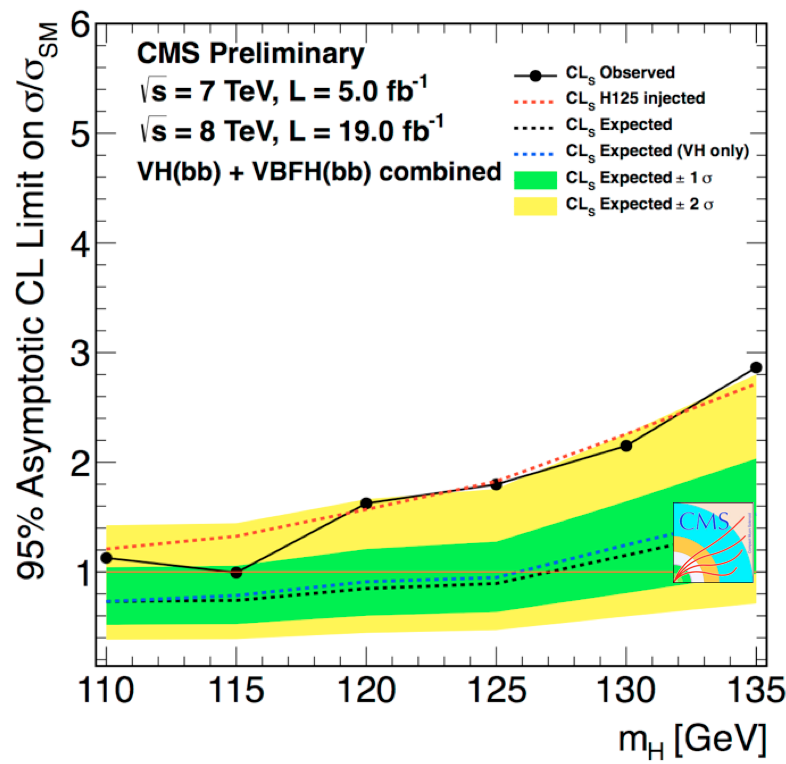 95% Asymptotic CL Limit on σ/σSM
6
5
4
3
2
1
CMS Preliminary
√s = 7 TeV, L = 5.0 fb-1
√s = 8 TeV, L = 19.0 fb-1
VH(bb) + VBFH(bb) combined
CLS Observed
CLS H125 injected
CLS Expected
CLS Expected (VH only)
CLS Expected ± 1 σ
CLS Expected ± 2 σ
CMS
110 115 120 125 130 135
mH [GeV]